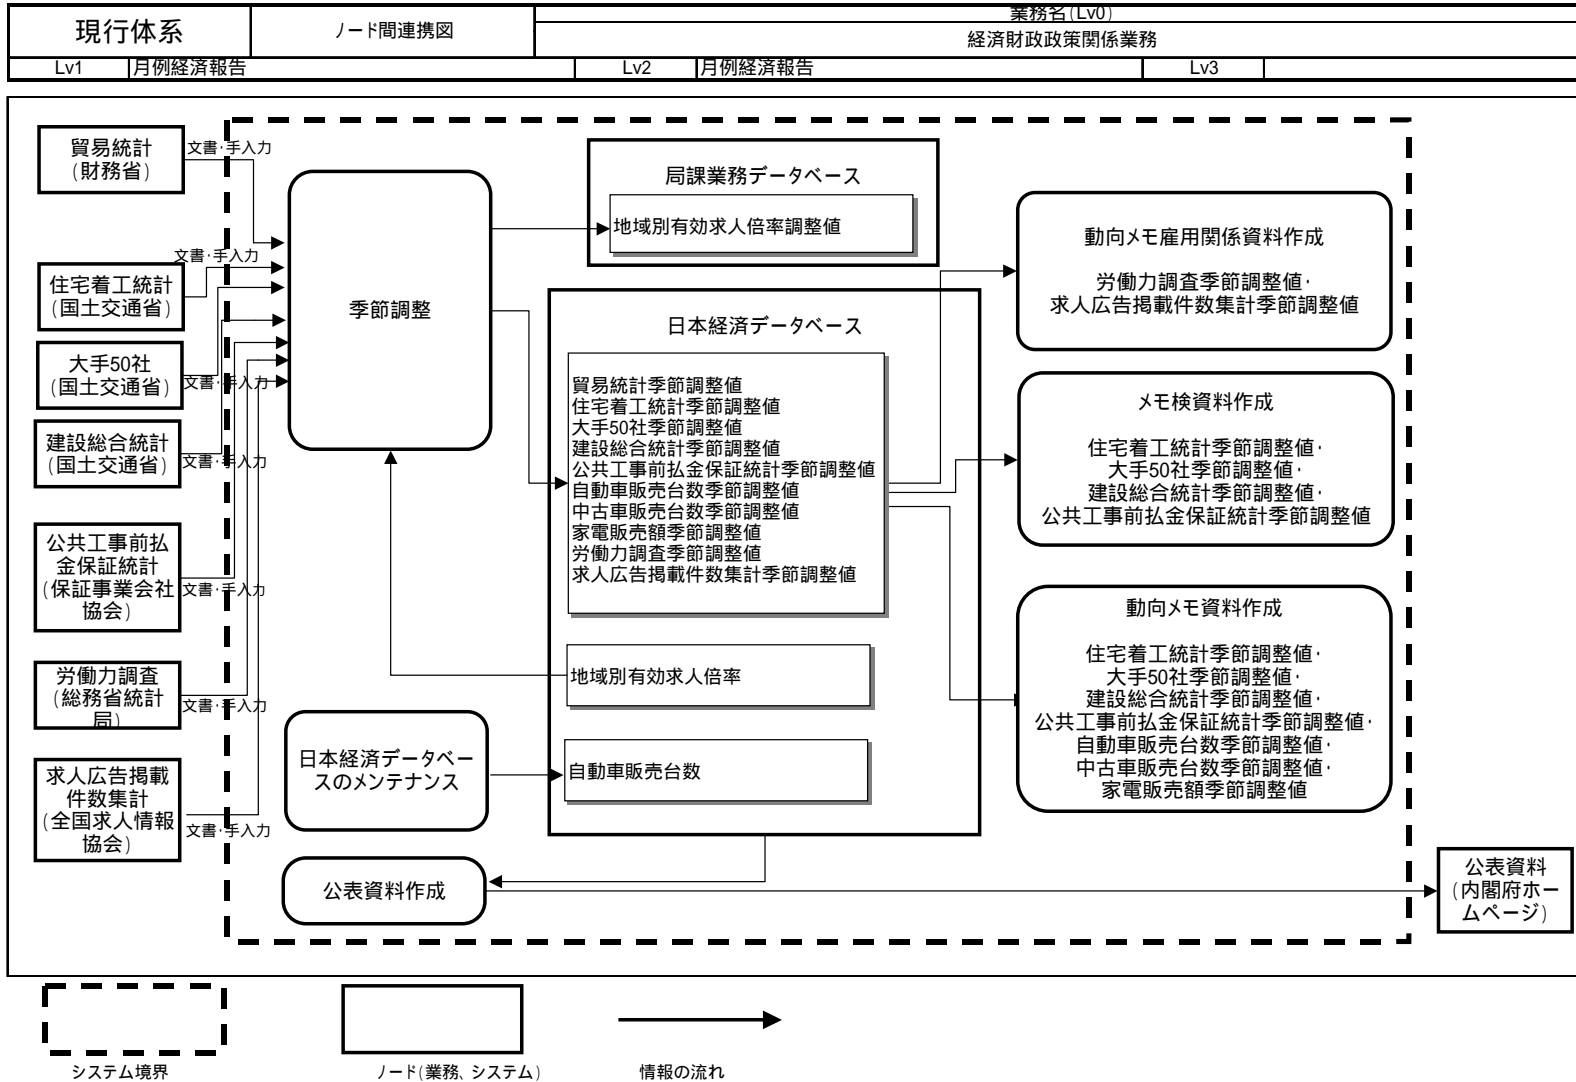 現行体系
ノード間連携図
業務名(Lv0)
経済財政政策関係業務
Lv1
月例経済報告
Lv2
月例経済報告
Lv3
貿易統計
(財務省)
文書・手入力
住宅着工統計
(国土交通省)
文書・手入力
大手50社
(国土交通省)
文書・手入力
建設総合統計
(国土交通省)
文書・手入力
公共工事前払
金保証統計
(保証事業会社
協会)
文書・手入力
労働力調査
(総務省統計
局)
文書・手入力
求人広告掲載
件数集計
(全国求人情報
協会)
文書・手入力
季節調整
日本経済データベー
スのメンテナンス
公表資料作成
局課業務データベース
地域別有効求人倍率調整値
日本経済データベース
貿易統計季節調整値
住宅着工統計季節調整値
大手50社季節調整値
建設総合統計季節調整値
公共工事前払金保証統計季節調整値
自動車販売台数季節調整値
中古車販売台数季節調整値
家電販売額季節調整値
労働力調査季節調整値
求人広告掲載件数集計季節調整値
地域別有効求人倍率
自動車販売台数
動向メモ雇用関係資料作成
労働力調査季節調整値・
求人広告掲載件数集計季節調整値
メモ検資料作成
住宅着工統計季節調整値・
大手50社季節調整値・
建設総合統計季節調整値・
公共工事前払金保証統計季節調整値
動向メモ資料作成
住宅着工統計季節調整値・
大手50社季節調整値・
建設総合統計季節調整値・
公共工事前払金保証統計季節調整値・
自動車販売台数季節調整値・
中古車販売台数季節調整値・
家電販売額季節調整値
公表資料
(内閣府ホー
ムページ)
システム境界
ノード(業務、システム)
情報の流れ